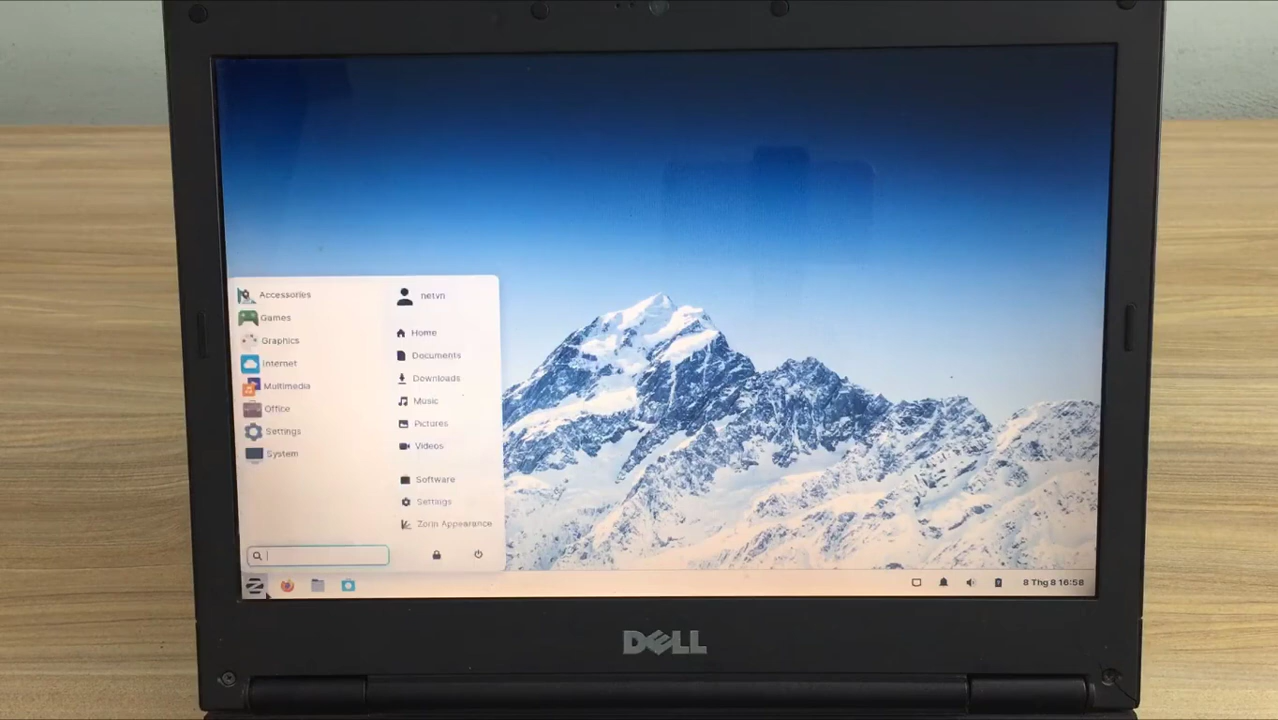 Accessories
Games
Graphics
Internet
Multimedia
Office
Settings
System
netvn
Home
Documents
Downloads
Music
Pictures
Videos
Software
Settings
Zorin Appearance
8 Thg 8 16:58
DELL